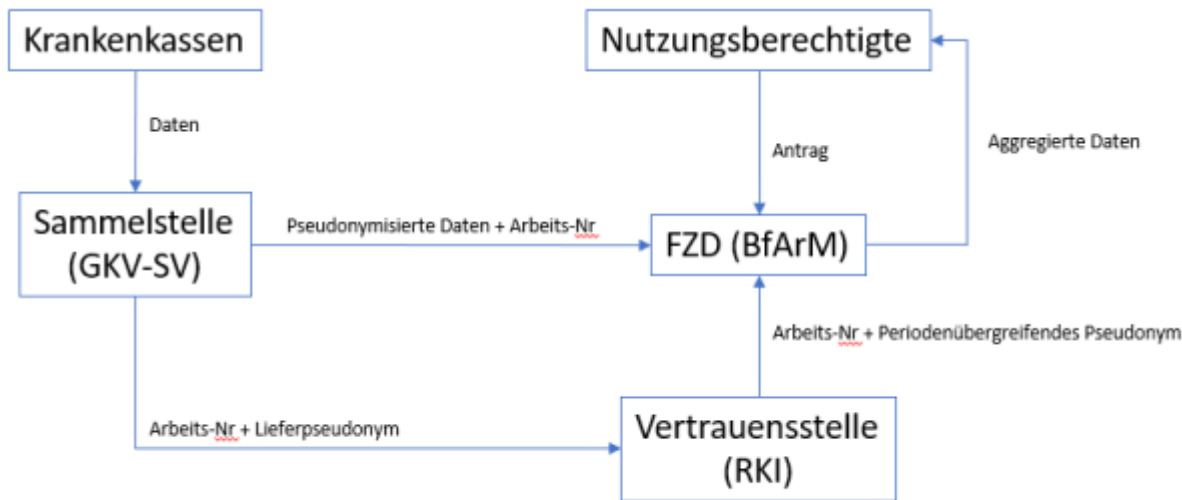 Krankenkassen
Nutzungsberechtigte
Daten
Antrag
Aggregierte Daten
Sammelstelle
(GKV-SV)
Pseudonymisierte Daten + Arbeits-Nr
FZD (BfArM)
Arbeits-Nr + Periodenübergreifendes Pseudonym
Arbeits-Nr + Lieferpseudonym
Vertrauensstelle
(RKI)